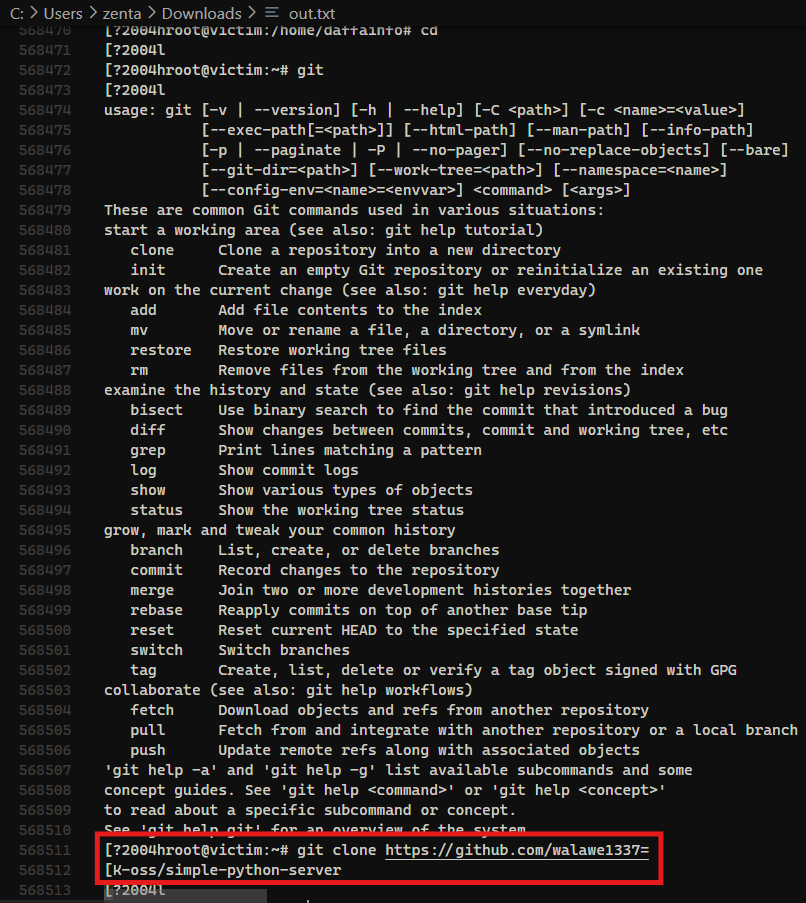 C: > Users > zenta > Downloads > out.txt
568470 [?2004hroot@victim:/home/daffainfo# cd
568471 [?2004l
568472 [?2004hroot@victim:~# git
568473 [?2004l
568474 usage: git [-v | --version] [-h | --help] [-C <path>] [-c <name>=<value>]
568475            [--exec-path[=<path>]] [--html-path] [--man-path] [--info-path]
568476            [-p | --paginate | -P | --no-pager] [--no-replace-objects] [--bare]
568477            [--git-dir=<path>] [--work-tree=<path>] [--namespace=<name>]
568478            [--config-env=<name>=<envvar>] <command> [<args>]
568479 These are common Git commands used in various situations:
568480 start a working area (see also: git help tutorial)
568481    clone     Clone a repository into a new directory
568482    init      Create an empty Git repository or reinitialize an existing one
568483 work on the current change (see also: git help everyday)
568484    add       Add file contents to the index
568485    mv        Move or rename a file, a directory, or a symlink
568486    restore   Restore working tree files
568487    rm        Remove files from the working tree and from the index
568488 examine the history and state (see also: git help revisions)
568489    bisect    Use binary search to find the commit that introduced a bug
568490    diff      Show changes between commits, commit and working tree, etc
568491    grep      Print lines matching a pattern
568492    log       Show commit logs
568493    show      Show various types of objects
568494    status    Show the working tree status
568495 grow, mark and tweak your common history
568496    branch    List, create, or delete branches
568497    commit    Record changes to the repository
568498    merge     Join two or more development histories together
568499    rebase    Reapply commits on top of another base tip
568500    reset     Reset current HEAD to the specified state
568501    switch    Switch branches
568502    tag       Create, list, delete or verify a tag object signed with GPG
568503 collaborate (see also: git help workflows)
568504    fetch     Download objects and refs from another repository
568505    pull      Fetch from and integrate with another repository or a local branch
568506    push      Update remote refs along with associated objects
568507 'git help -a' and 'git help -g' list available subcommands and some
568508 concept guides. See 'git help <command>' or 'git help <concept>'
568509 to read about a specific subcommand or concept.
568510 See 'git help git' for an overview of the system.
568511 [?2004hroot@victim:~# git clone https://github.com/walawe1337=
568512 [K-oss/simple-python-server
568513 [?2004l